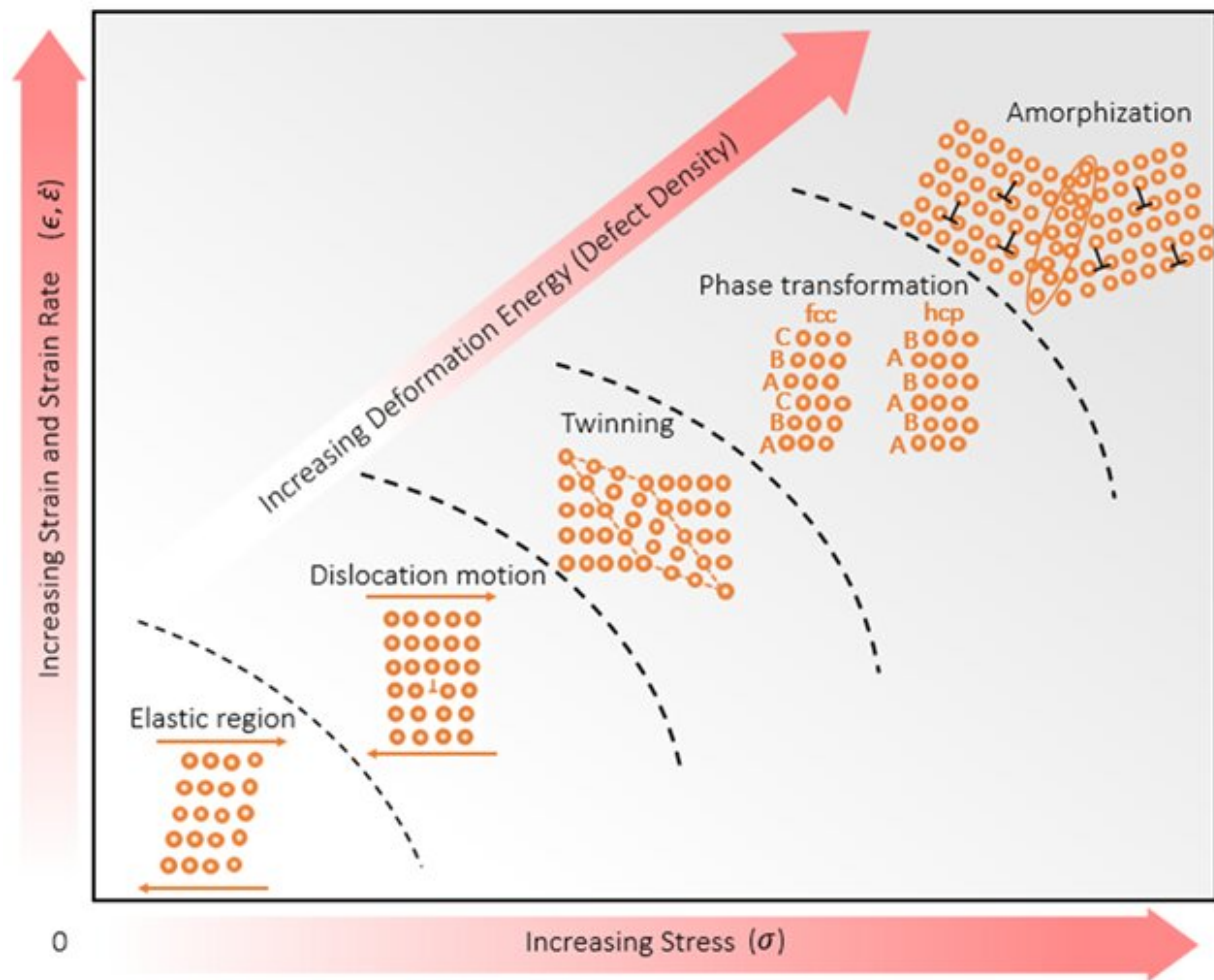 Increasing Strain and Strain Rate (ϵ, ε̇)
Increasing Deformation Energy (Defect Density)
Amorphization
Phase transformation
fcc
hcp
C
B
A
C
B
A
B
A
B
A
B
A
Twinning
Dislocation motion
Elastic region
0
Increasing Stress (σ)